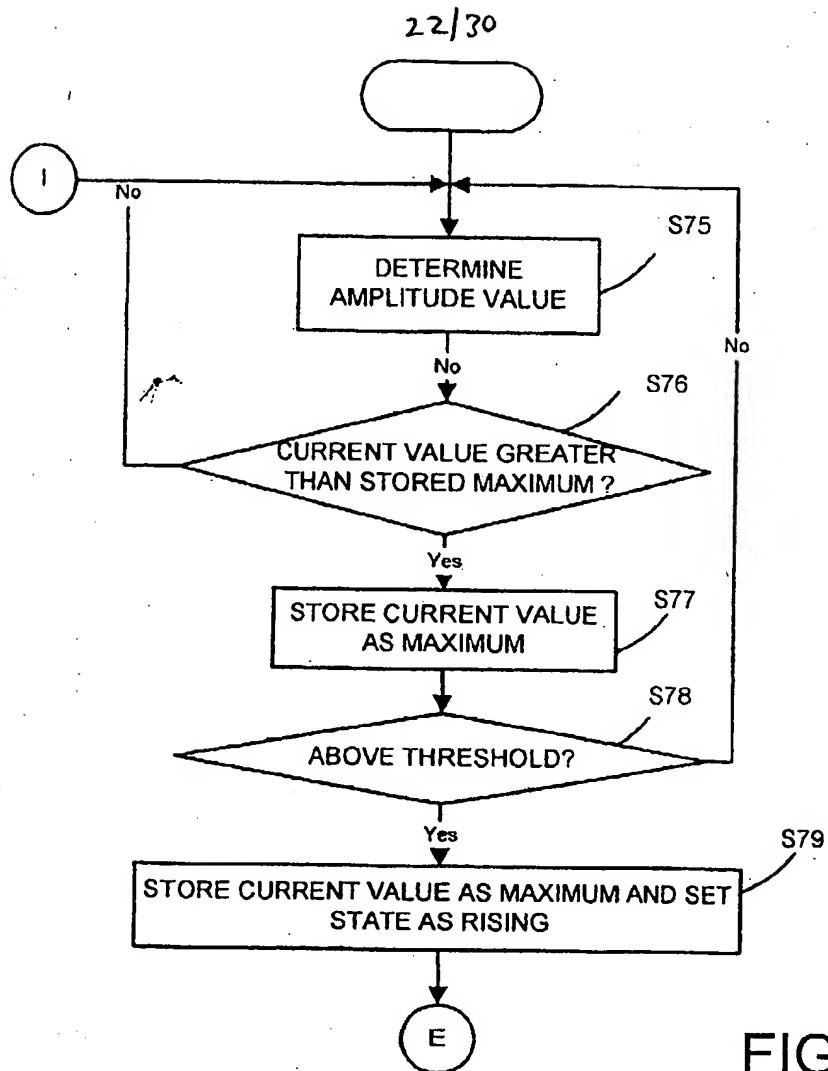 22/30
I
No
S75
DETERMINE
AMPLITUDE VALUE
No
No
S76
CURRENT VALUE GREATER
THAN STORED MAXIMUM ?
Yes
S77
STORE CURRENT VALUE
AS MAXIMUM
S78
ABOVE THRESHOLD?
Yes
S79
STORE CURRENT VALUE AS MAXIMUM AND SET
STATE AS RISING
E
FIG